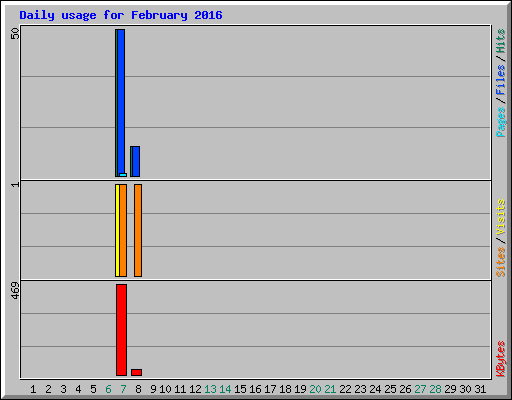 Daily usage for February 2016
50
Pages / Files / Hits
1
Sites / Visits
469
KBytes
1 2 3 4 5 6 7 8 9 10 11 12 13 14 15 16 17 18 19 20 21 22 23 24 25 26 27 28 29 30 31